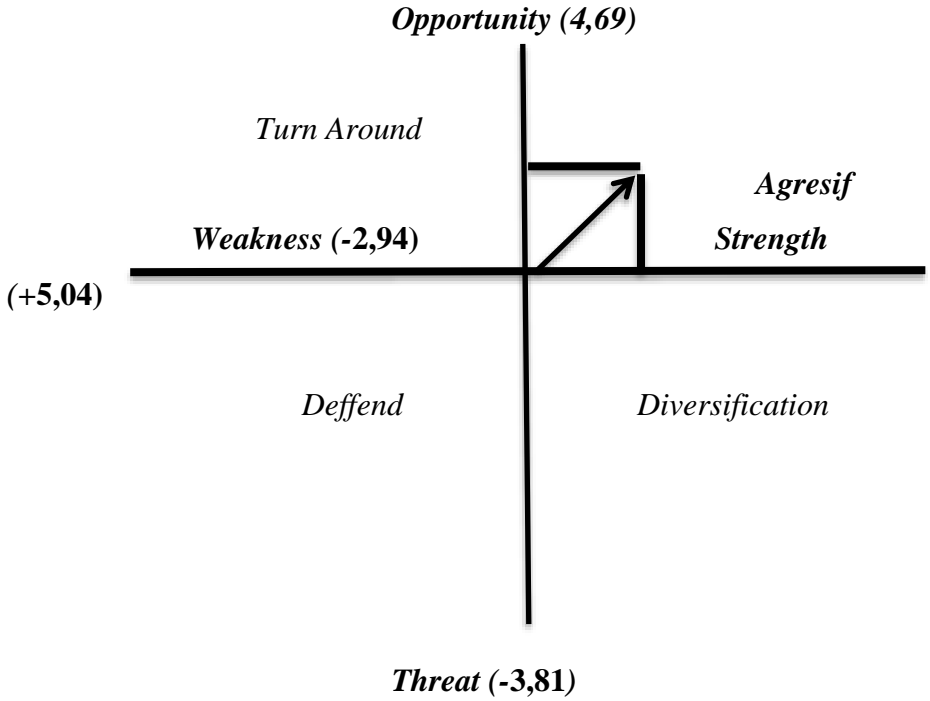 Opportunity (4,69)
Turn Around
Agresif
Weakness (-2,94)
Strength
(+5,04)
Deffend
Diversification
Threat (-3,81)